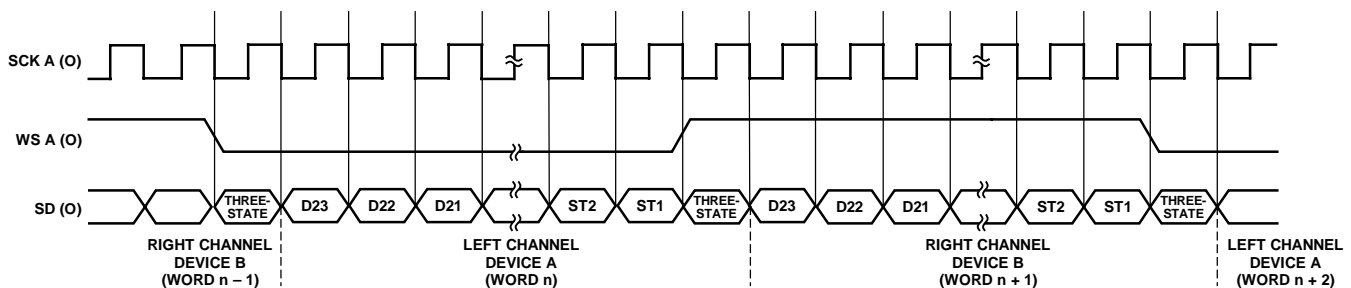 SCK A (O)
WS A (O)
SD (O)
THREE-
STATE
D23
D22
D21
ST2
ST1
THREE-
STATE
D23
D22
D21
ST2
ST1
THREE-
STATE
RIGHT CHANNEL
DEVICE B
(WORD n – 1)
LEFT CHANNEL
DEVICE A
(WORD n)
RIGHT CHANNEL
DEVICE B
(WORD n + 1)
LEFT CHANNEL
DEVICE A
(WORD n + 2)